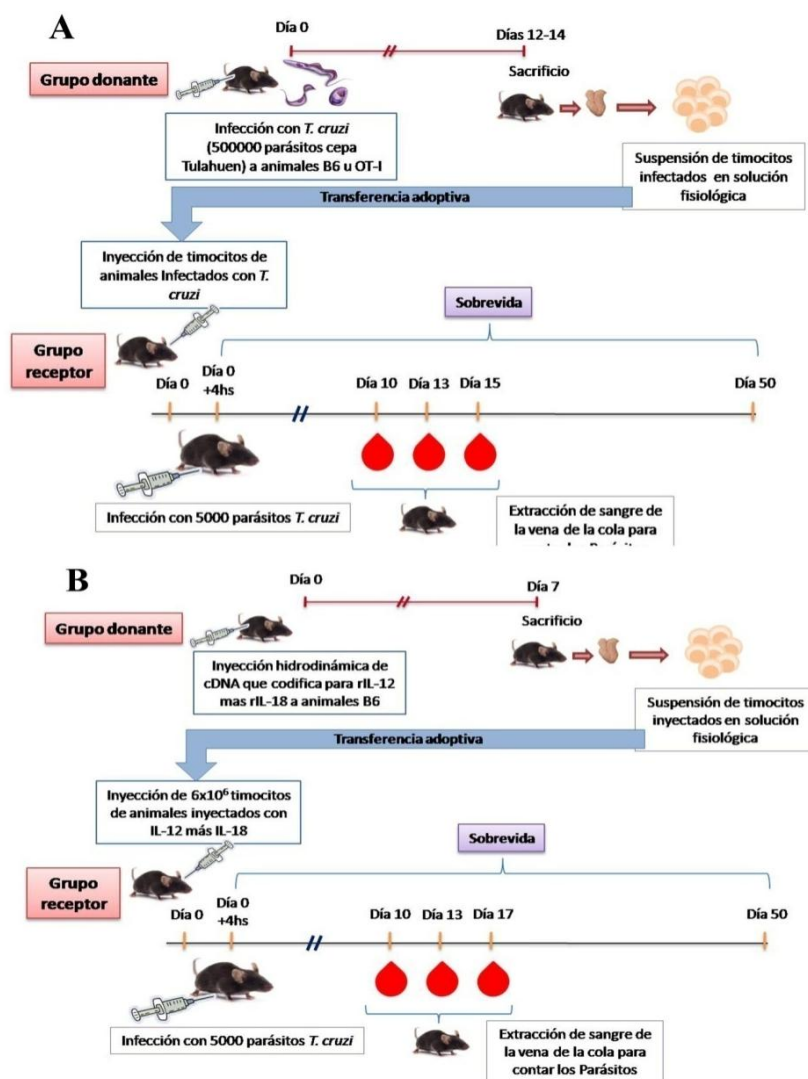 A
Día 0
Días 12-14
Grupo donante
Sacrificio
Infección con T. cruzi
(500000 parásitos cepa
Tulahuen) a animales B6 u OT-I
Suspensión de timocitos
infectados en solución
fisiológica
Transferencia adoptiva
Inyección de timocitos de
animales Infectados con T.
cruzi
Sobrevida
Grupo
receptor
Día 0
Día 0
+4hs
Día 10
Día 13
Día 15
Día 50
Infección con 5000 parásitos T. cruzi
Extracción de sangre de
la vena de la cola para
B
Día 0
Día 7
Grupo donante
Sacrificio
Inyección hidrodinámica de
cDNA que codifica para rIL-12
mas rIL-18 a animales B6
Suspensión de timocitos
inyectados en solución
fisiológica
Transferencia adoptiva
Inyección de 6x10⁶ timocitos
de animales inyectados con
IL-12 más IL-18
Sobrevida
Grupo
receptor
Día 0
Día 0
+4hs
Día 10
Día 13
Día 17
Día 50
Infección con 5000 parásitos T. cruzi
Extracción de sangre de
la vena de la cola para
contar los Parásitos